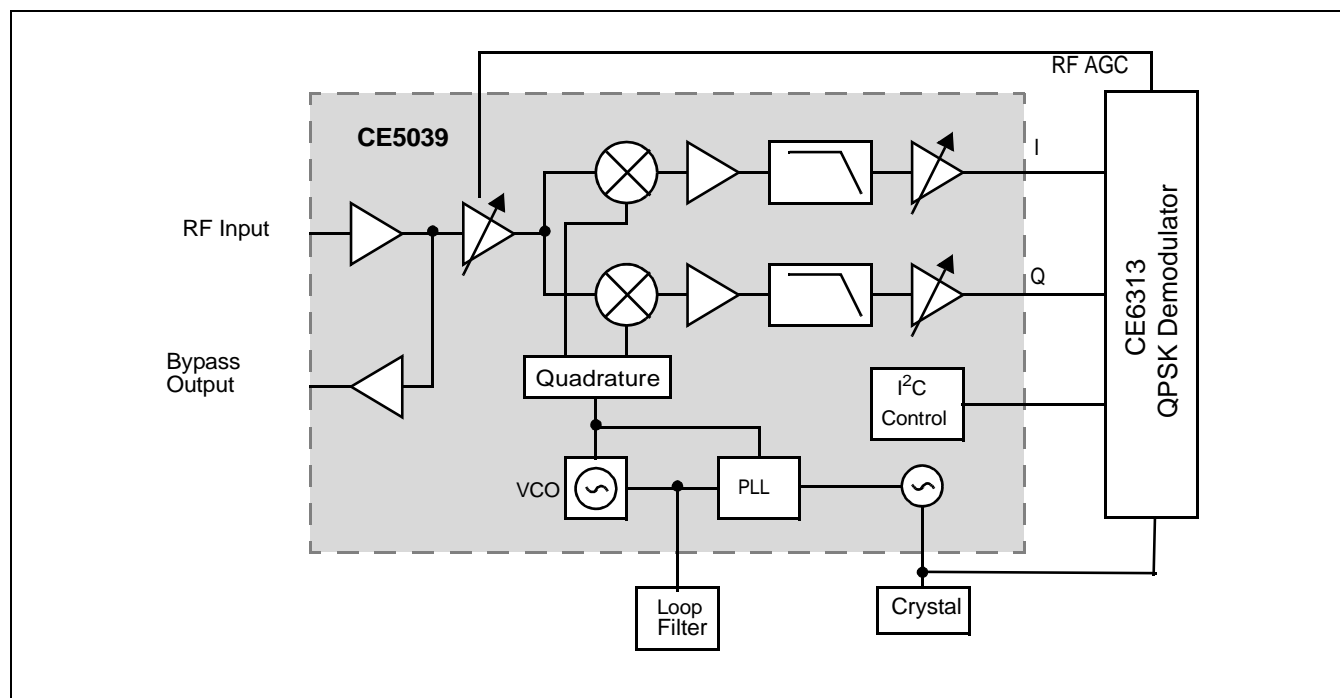 RF AGC
CE5039
I
RF Input
Q
CE6313
QPSK Demodulator
Bypass
Output
Quadrature
I²C
Control
VCO
PLL
Loop
Filter
Crystal